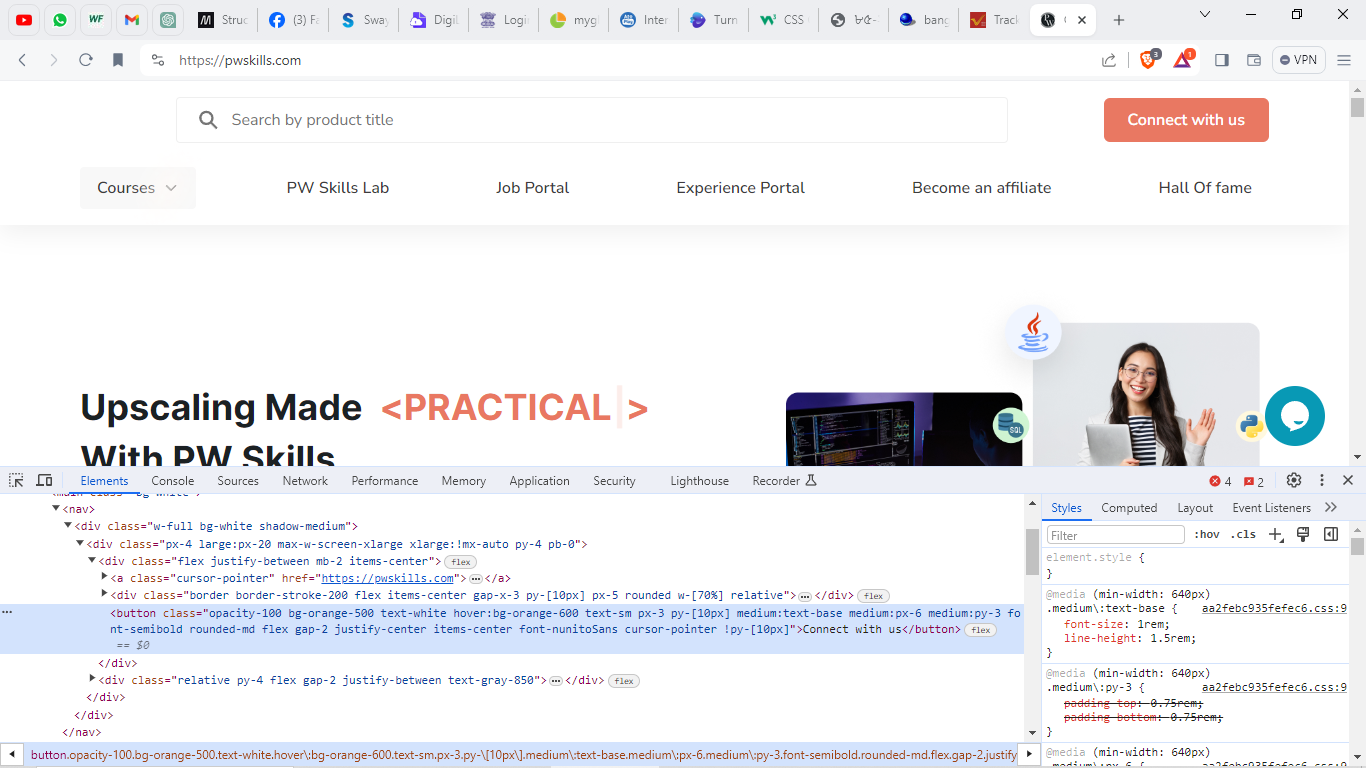 Struc
(3) Fa
Sway
Digil
Login
myg
Inter
Turn
CSS
bang
Track
https://pwskills.com
3
1
VPN
Search by product title
Connect with us
Courses
PW Skills Lab
Job Portal
Experience Portal
Become an affiliate
Hall Of fame
Upscaling Made <PRACTICAL >
With PW Skills
SQL
Elements
Console
Sources
Network
Performance
Memory
Application
Security
Lighthouse
Recorder
4
2
<nav>
<div class="w-full bg-white shadow-medium">
<div class="px-4 large:px-20 max-w-screen-xlarge xlarge:!mx-auto py-4 pb-0">
<div class="flex justify-between mb-2 items-center"> flex
<a class="cursor-pointer" href="https://pwskills.com">…</a>
<div class="border border-stroke-200 flex items-center gap-x-3 py-[10px] px-5 rounded w-[70%] relative">…</div> flex
<button class="opacity-100 bg-orange-500 text-white hover:bg-orange-600 text-sm px-3 py-[10px] medium:text-base medium:px-6 medium:py-3 fo
nt-semibold rounded-md flex gap-2 justify-center items-center font-nunitoSans cursor-pointer !py-[10px]">Connect with us</button> flex
== $0
</div>
<div class="relative py-4 flex gap-2 justify-between text-gray-850">…</div> flex
</div>
</div>
</nav>
button.opacity-100.bg-orange-500.text-white.hover\:bg-orange-600.text-sm.px-3.py-\[10px\].medium\:text-base.medium\:px-6.medium\:py-3.font-semibold.rounded-md.flex.gap-2.justify
Styles
Computed
Layout
Event Listeners
Filter
:hov
.cls
element.style {
}
@media (min-width: 640px)
.medium\:text-base { aa2febc935fefec6.css:9
font-size: 1rem;
line-height: 1.5rem;
}
@media (min-width: 640px)
.medium\:py-3 { aa2febc935fefec6.css:9
padding-top: 0.75rem;
padding-bottom: 0.75rem;
}
@media (min-width: 640px)